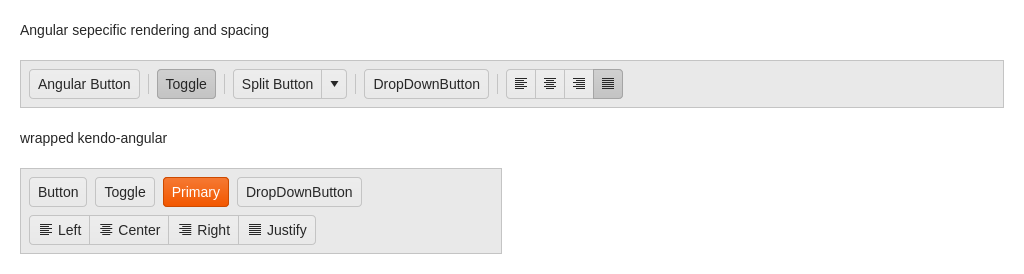 Angular sepecific rendering and spacing
Angular Button Toggle Split Button DropDownButton
wrapped kendo-angular
Button Toggle Primary DropDownButton
Left Center Right Justify